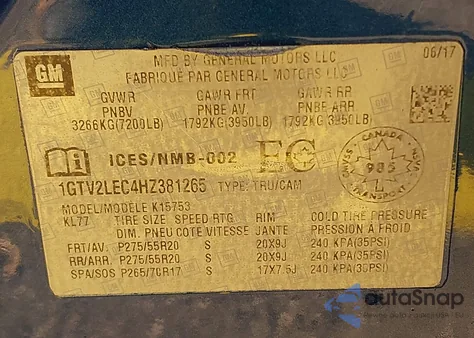 GM
MFD BY GENERAL MOTORS LLC
FABRIQUÉ PAR GENERAL MOTORS LLC
06/17
GVWR GAWR FRT GAWR RR
PNBV PNBE AV. PNBE ARR
3266KG(7200LB) 1792KG(3950LB) 1792KG(3950LB)
ICES/NMB-002 EC
CANADA
985
TRANSPORT
1GTV2LEC4HZ381265 TYPE: TRU/CAM
MODEL/MODELE K15753
KL77 TIRE SIZE SPEED RTG RIM COLD TIRE PRESSURE
DIM. PNEU COTE VITESSE JANTE PRESSION A FROID
FRT/AV. P275/55R20 S 20X9J 240 KPA(35PSI)
RR/ARR. P275/55R20 S 20X9J 240 KPA(35PSI)
SPA/SOS P265/70R17 S 17X7.5J 240 KPA(35PSI)
autoSnap